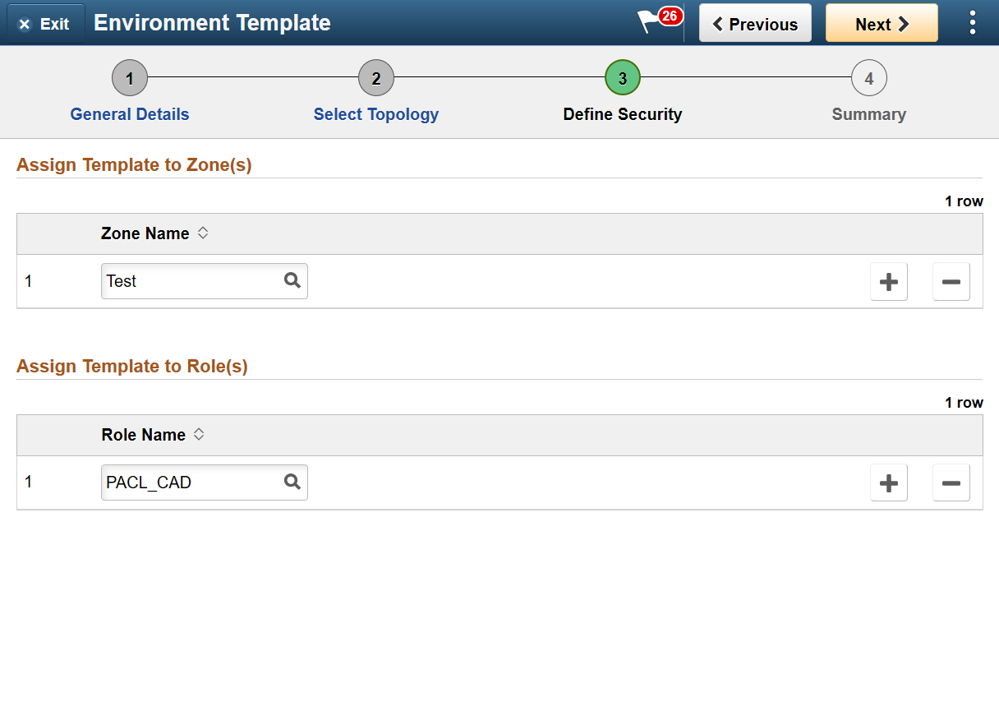 Exit
Environment Template
26
Previous
Next
1
2
3
4
General Details
Select Topology
Define Security
Summary
Assign Template to Zone(s)
1 row
Zone Name
1
Test
Assign Template to Role(s)
1 row
Role Name
1
PACL_CAD